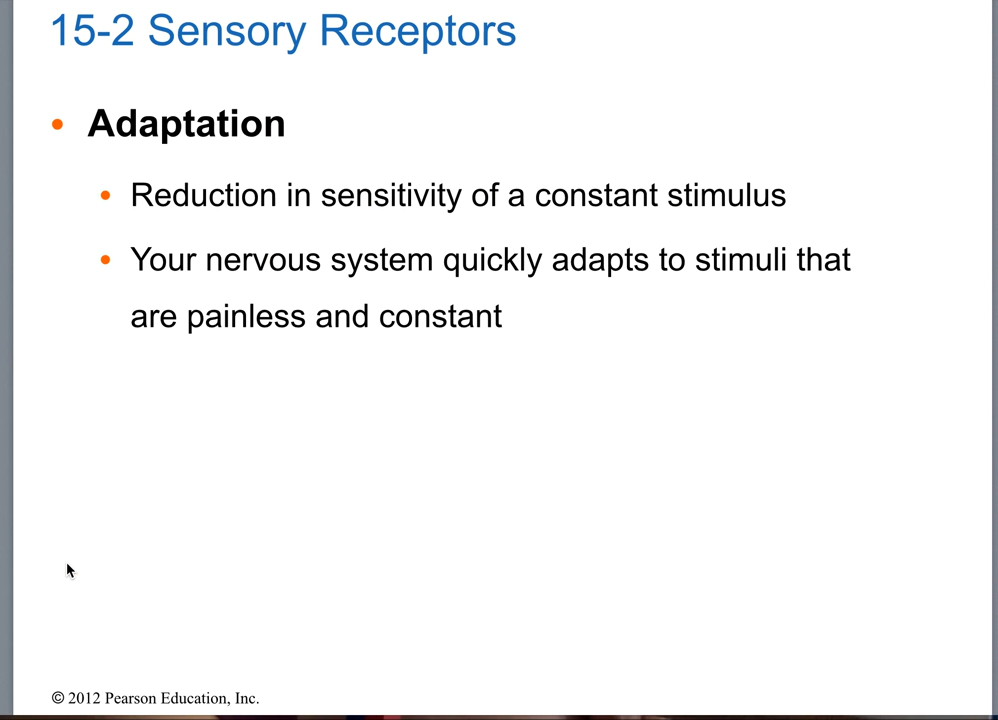 15-2 Sensory Receptors
• Adaptation
• Reduction in sensitivity of a constant stimulus
• Your nervous system quickly adapts to stimuli that
are painless and constant
© 2012 Pearson Education, Inc.